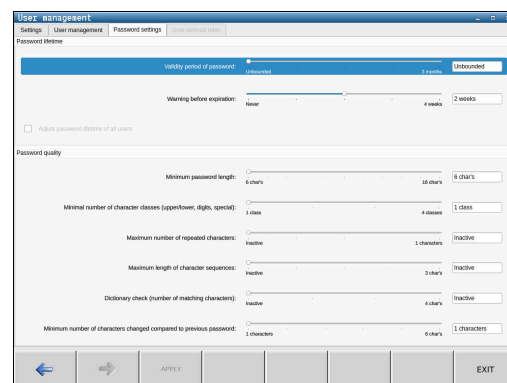 User management
Settings User management Password settings User-defined roles
Password lifetime
Validity period of password: Unbounded 3 months Unbounded
Warning before expiration: Never 4 weeks 2 weeks
Adjust password lifetime of all users
Password quality
Minimum password length: 6 char's 16 char's 6 char's
Minimal number of character classes (upper/lower, digits, special): 1 class 4 classes 1 class
Maximum number of repeated characters: Inactive 1 characters Inactive
Maximum length of character sequences: Inactive 3 char's Inactive
Dictionary check (number of matching characters): Inactive 4 char's Inactive
Minimum number of characters changed compared to previous password: 1 characters 6 char's 1 characters
APPLY EXIT